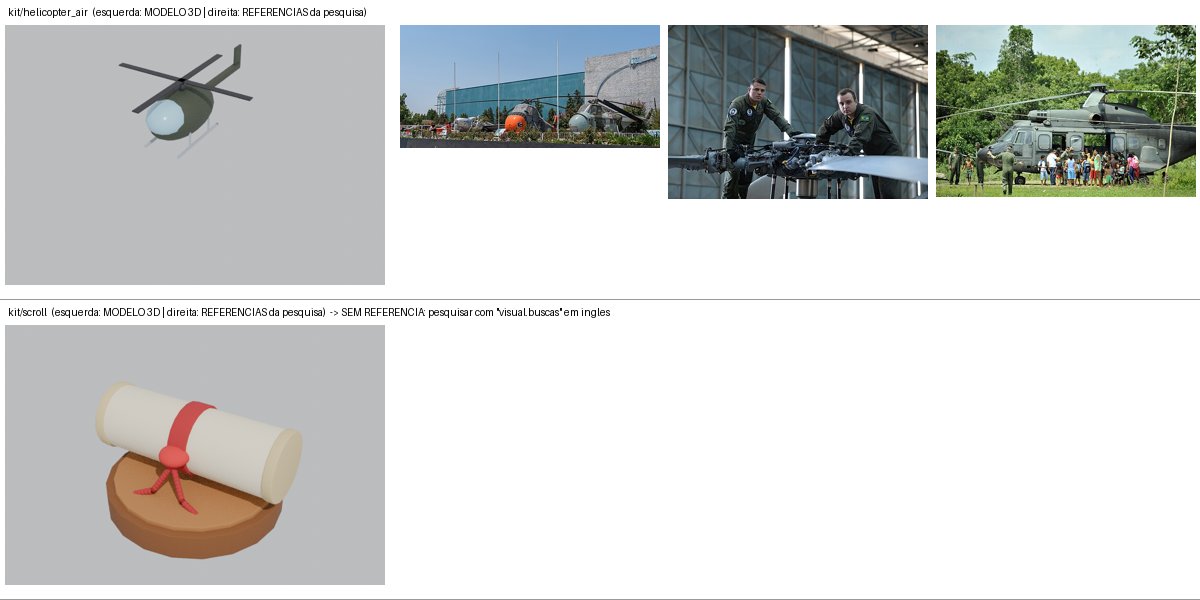 kit/helicopter_air (esquerda: MODELO 3D | direita: REFERENCIAS da pesquisa)
kit/scroll (esquerda: MODELO 3D | direita: REFERENCIAS da pesquisa) -> SEM REFERENCIA: pesquisar com "visual.buscas" em ingles